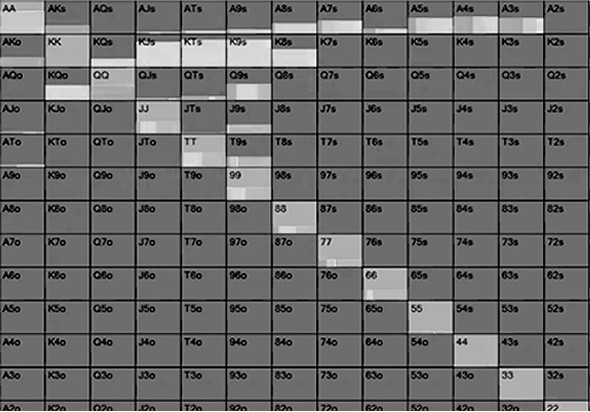 AA AKs AQs AJs ATs A9s A8s A7s A6s A5s A4s A3s A2s
AKo KK KQs KJs KTs K9s K8s K7s K6s K5s K4s K3s K2s
AQo KQo QQ QJs QTs Q9s Q8s Q7s Q6s Q5s Q4s Q3s Q2s
AJo KJo QJo JJ JTs J9s J8s J7s J6s J5s J4s J3s J2s
ATo KTo QTo JTo TT T9s T8s T7s T6s T5s T4s T3s T2s
A9o K9o Q9o J9o T9o 99 98s 97s 96s 95s 94s 93s 92s
A8o K8o Q8o J8o T8o 98o 88 87s 86s 85s 84s 83s 82s
A7o K7o Q7o J7o T7o 97o 87o 77 76s 75s 74s 73s 72s
A6o K6o Q6o J6o T6o 96o 86o 76o 66 65s 64s 63s 62s
A5o K5o Q5o J5o T5o 95o 85o 75o 65o 55 54s 53s 52s
A4o K4o Q4o J4o T4o 94o 84o 74o 64o 54o 44 43s 42s
A3o K3o Q3o J3o T3o 93o 83o 73o 63o 53o 43o 33 32s
A2o K2o Q2o J2o T2o 92o 82o 72o 62o 52o 42o 32o 22